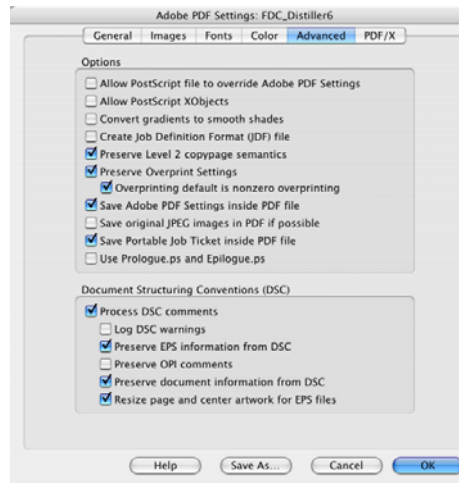 Adobe PDF Settings: FDC_Distiller6
General Images Fonts Color Advanced PDF/X
Options
Allow PostScript file to override Adobe PDF Settings
Allow PostScript XObjects
Convert gradients to smooth shades
Create Job Definition Format (JDF) file
Preserve Level 2 copypage semantics
Preserve Overprint Settings
Overprinting default is nonzero overprinting
Save Adobe PDF Settings inside PDF file
Save original JPEG images in PDF if possible
Save Portable Job Ticket inside PDF file
Use Prologue.ps and Epilogue.ps
Document Structuring Conventions (DSC)
Process DSC comments
Log DSC warnings
Preserve EPS information from DSC
Preserve OPI comments
Preserve document information from DSC
Resize page and center artwork for EPS files
Help Save As... Cancel OK